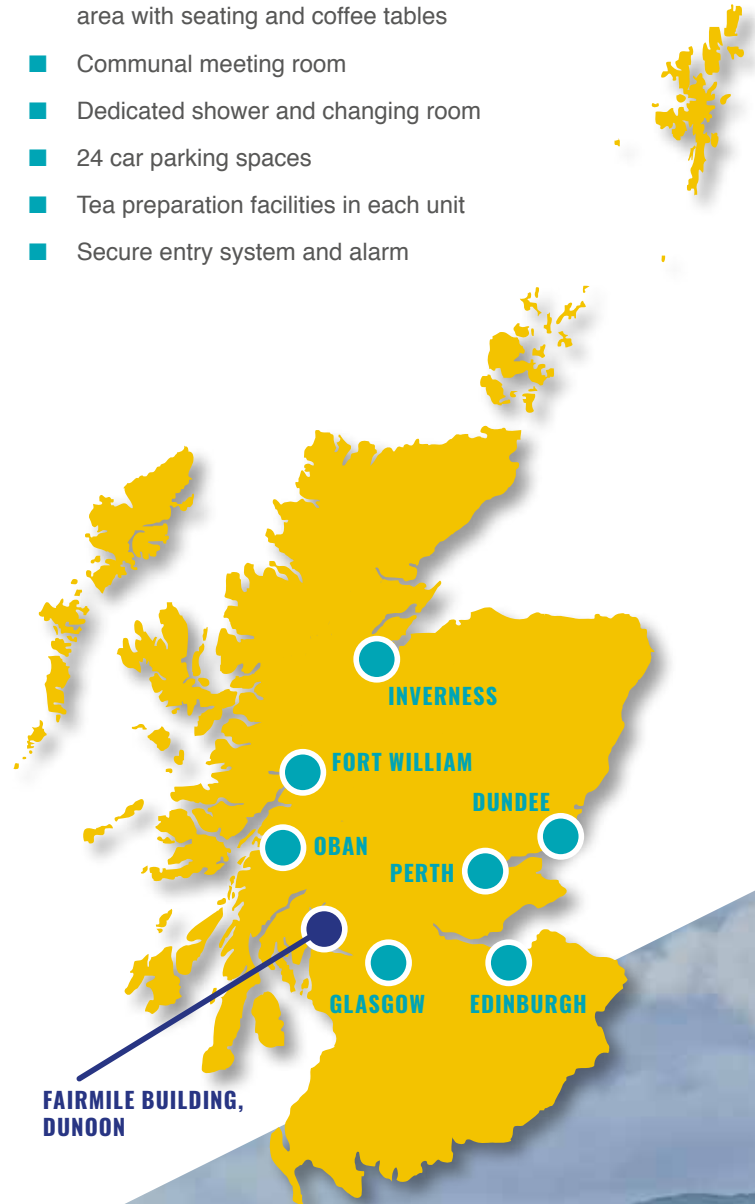 area with seating and coffee tables
Communal meeting room
Dedicated shower and changing room
24 car parking spaces
Tea preparation facilities in each unit
Secure entry system and alarm
INVERNESS
FORT WILLIAM
DUNDEE
OBAN
PERTH
GLASGOW
EDINBURGH
FAIRMILE BUILDING,
DUNOON